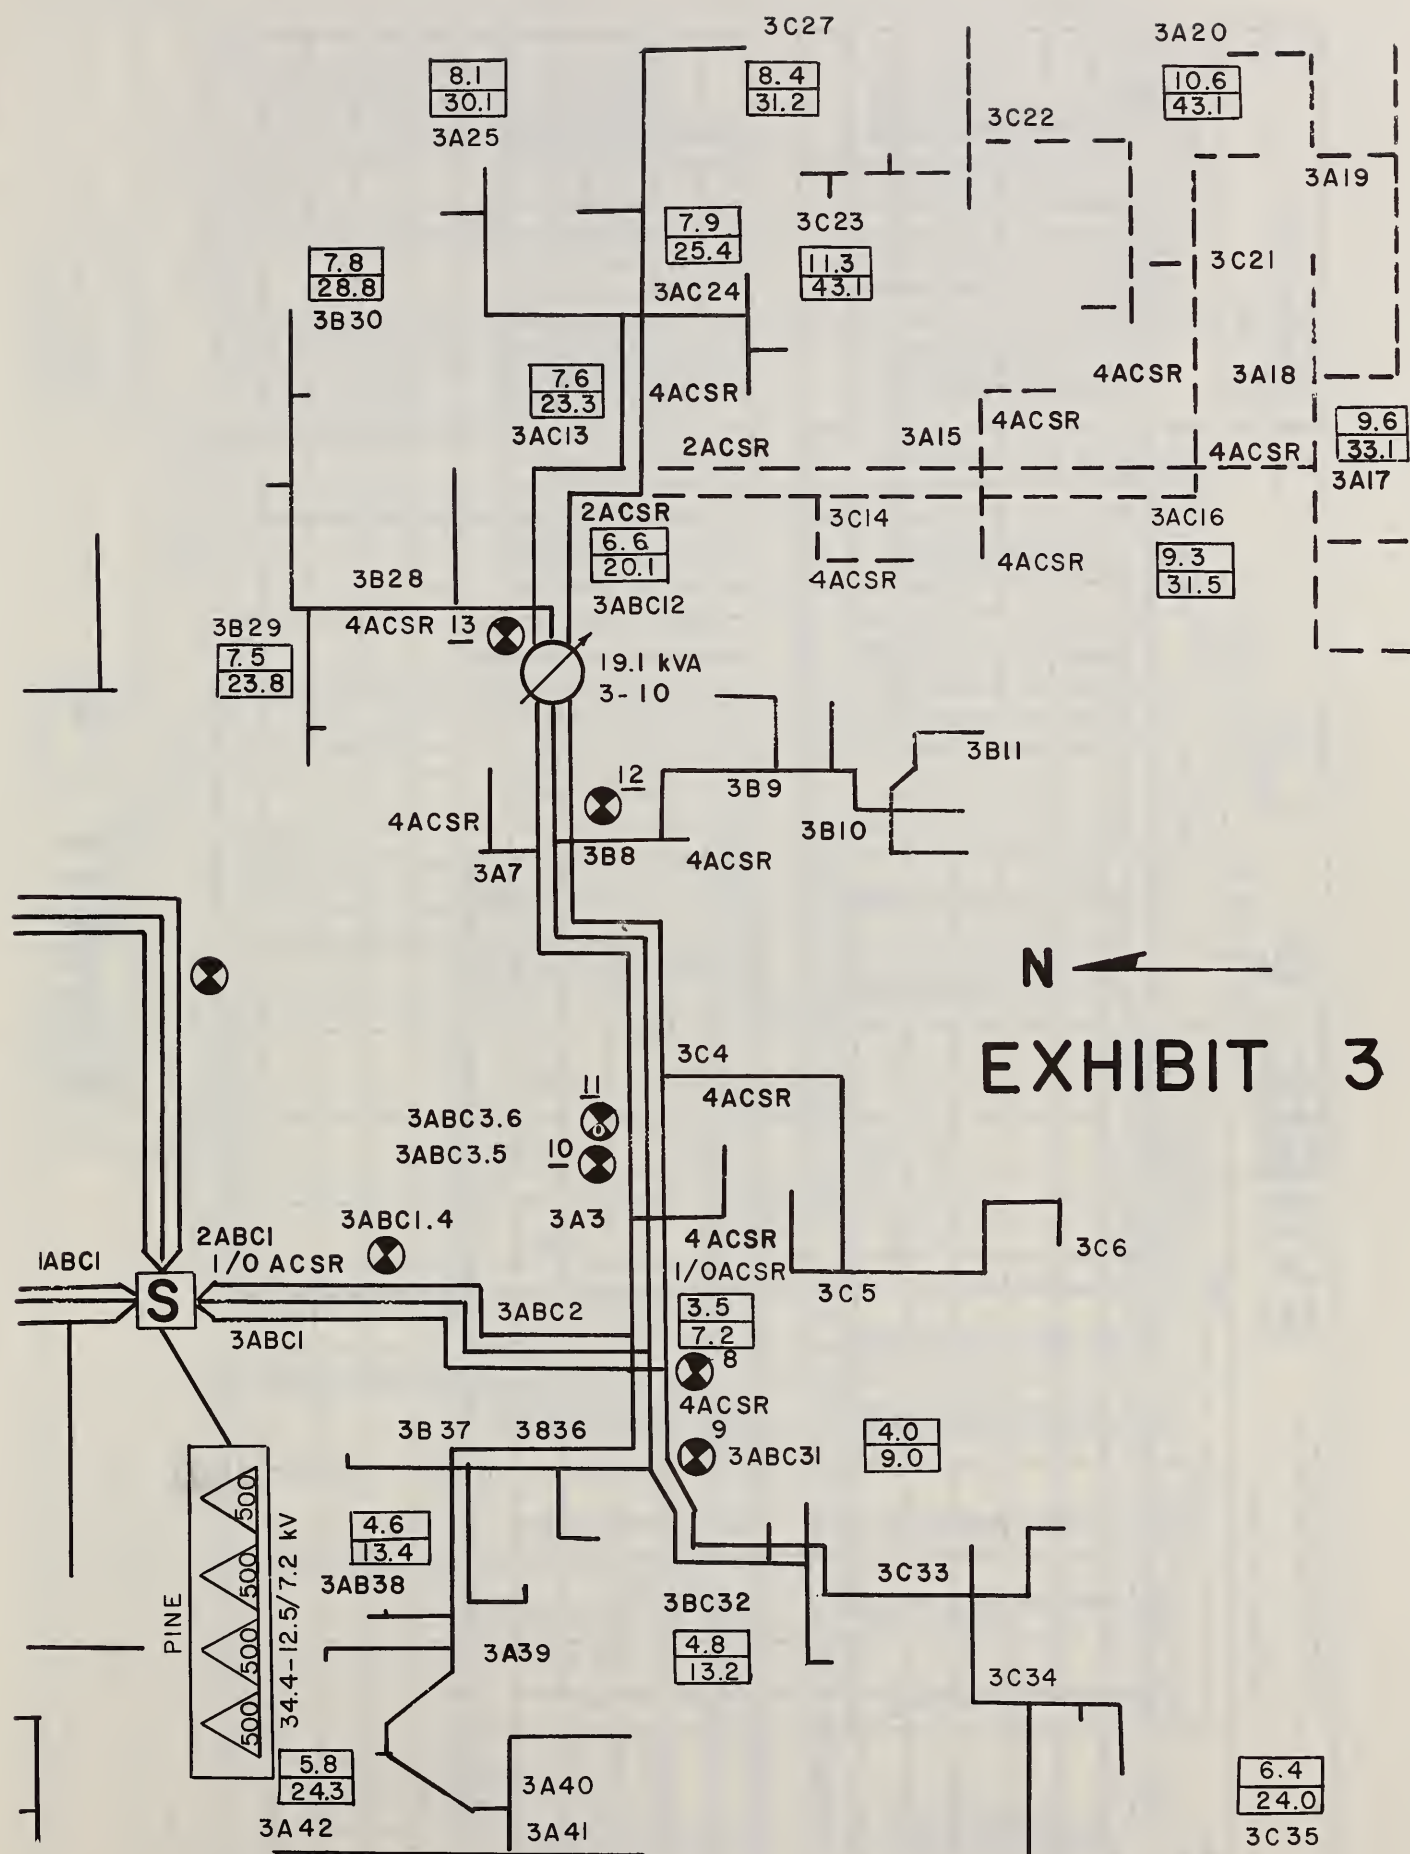 3C27
3A20
8.1
30.1
3A25
8.4
31.2
10.6
43.1
3C22
3A19
7.9
25.4
3AC24
3C23
11.3
43.1
7.8
28.8
3B30
3C21
7.6
23.3
3AC13
4ACSR
4ACSR
3A18
4ACSR
9.6
33.1
3A17
3A15
2ACSR
4ACSR
2ACSR
6.6
20.1
3ABC12
3C14
4ACSR
4ACSR
3AC16
9.3
31.5
3B28
4ACSR 13
3B29
7.5
23.8
19.1 kVA
3-10
12
3B9
3B11
3B10
4ACSR
3A7
3B8
4ACSR
N
EXHIBIT 3
3C4
4ACSR
11
3ABC3.6
3ABC3.5
10
3A3
4 ACSR
1/0ACSR
3C5
3C6
1ABC1
2ABC1
1/0 ACSR
3ABC1.4
S
3ABC1
3ABC2
3.5
7.2
8
4ACSR
9
3ABC31
4.0
9.0
3B37
3836
4.6
13.4
3AB38
3A39
3BC32
4.8
13.2
3C33
3C34
PINE
500
500
500
500
34.4-12.5/7.2 kV
5.8
24.3
3A42
3A40
3A41
6.4
24.0
3C35